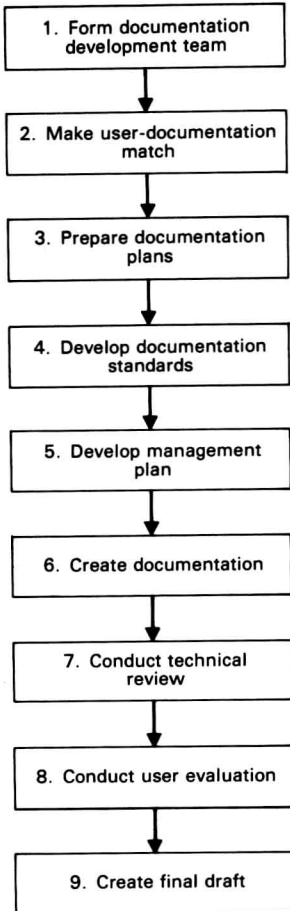 1. Form documentation
development team
2. Make user-documentation
match
3. Prepare documentation
plans
4. Develop documentation
standards
5. Develop management
plan
6. Create documentation
7. Conduct technical
review
8. Conduct user evaluation
9. Create final draft